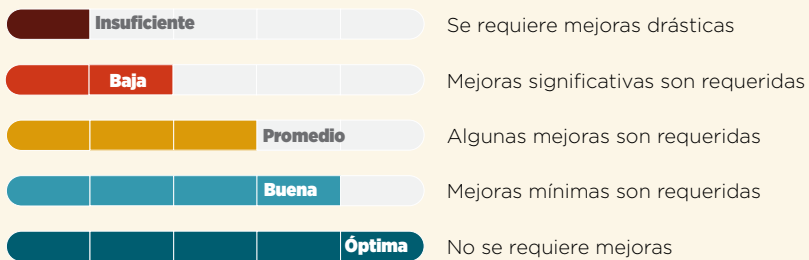 Insuficiente Se requiere mejoras drásticas
Baja Mejoras significativas son requeridas
Promedio Algunas mejoras son requeridas
Buena Mejoras mínimas son requeridas
Óptima No se requiere mejoras